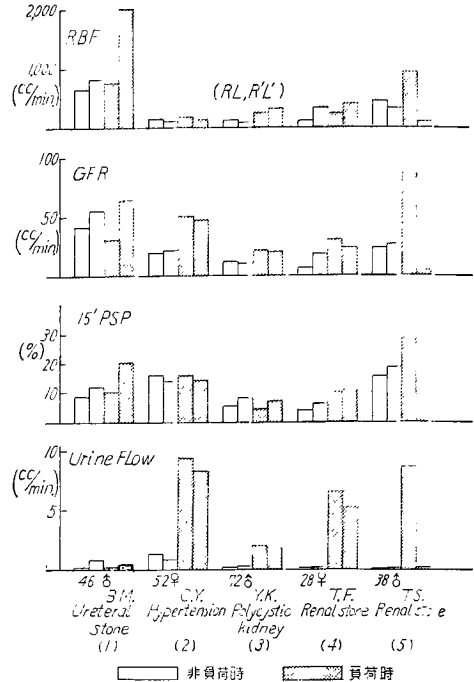 2,000
RBF
1,000
(cc/min)
(RL, R'L')
100
GFR
50
(cc/min)
15' PSP
30
(%)
20
10
Urine Flow
10
(cc/min)
5
46 ♂ 52 ♀ 72 ♂ 28 ♀ 38 ♂
B.M. C.Y. Y.K. T.F. T.S.
Ureteral stone Hypertension Polycystic kidney Renal stone Renal stone
(1) (2) (3) (4) (5)
非負荷時 負荷時